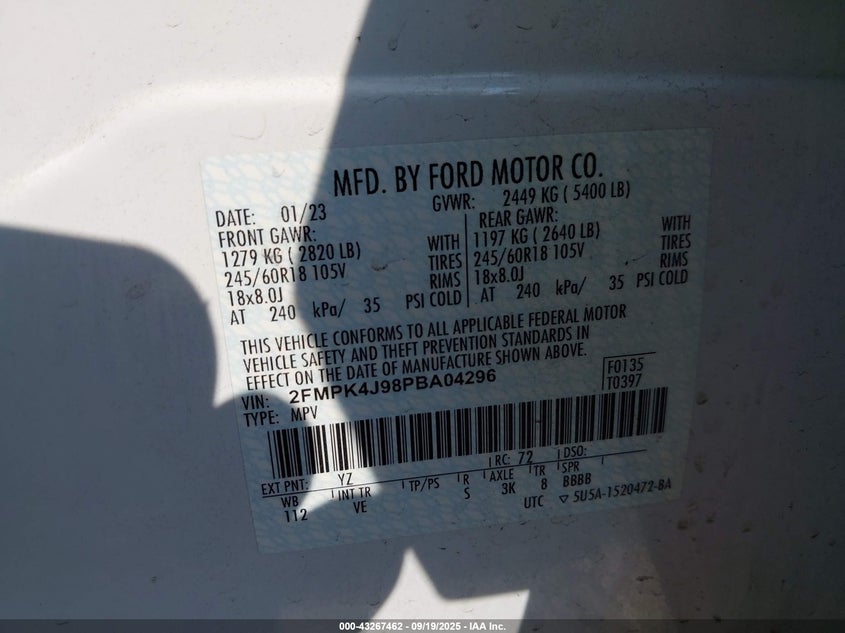 MFD. BY FORD MOTOR CO.
DATE: 01/23 GVWR: 2449 KG ( 5400 LB)
FRONT GAWR: REAR GAWR:
1279 KG ( 2820 LB) WITH 1197 KG ( 2640 LB) WITH
245/60R18 105V TIRES 245/60R18 105V TIRES
18x8.0J RIMS 18x8.0J RIMS
AT 240 kPa/ 35 PSI COLD AT 240 kPa/ 35 PSI COLD
THIS VEHICLE CONFORMS TO ALL APPLICABLE FEDERAL MOTOR
VEHICLE SAFETY AND THEFT PREVENTION STANDARDS IN
EFFECT ON THE DATE OF MANUFACTURE SHOWN ABOVE.
VIN: 2FMPK4J98PBA04296 F0135
TYPE: MPV T0397
EXT PNT: YZ RC: 72 DSO:
WB INT TR TP/PS R AXLE TR SPR
112 VE S 3K 8 BBBB
UTC ▽ 5U5A-1520472-BA
000-43267462 - 09/19/2025 - IAA Inc.